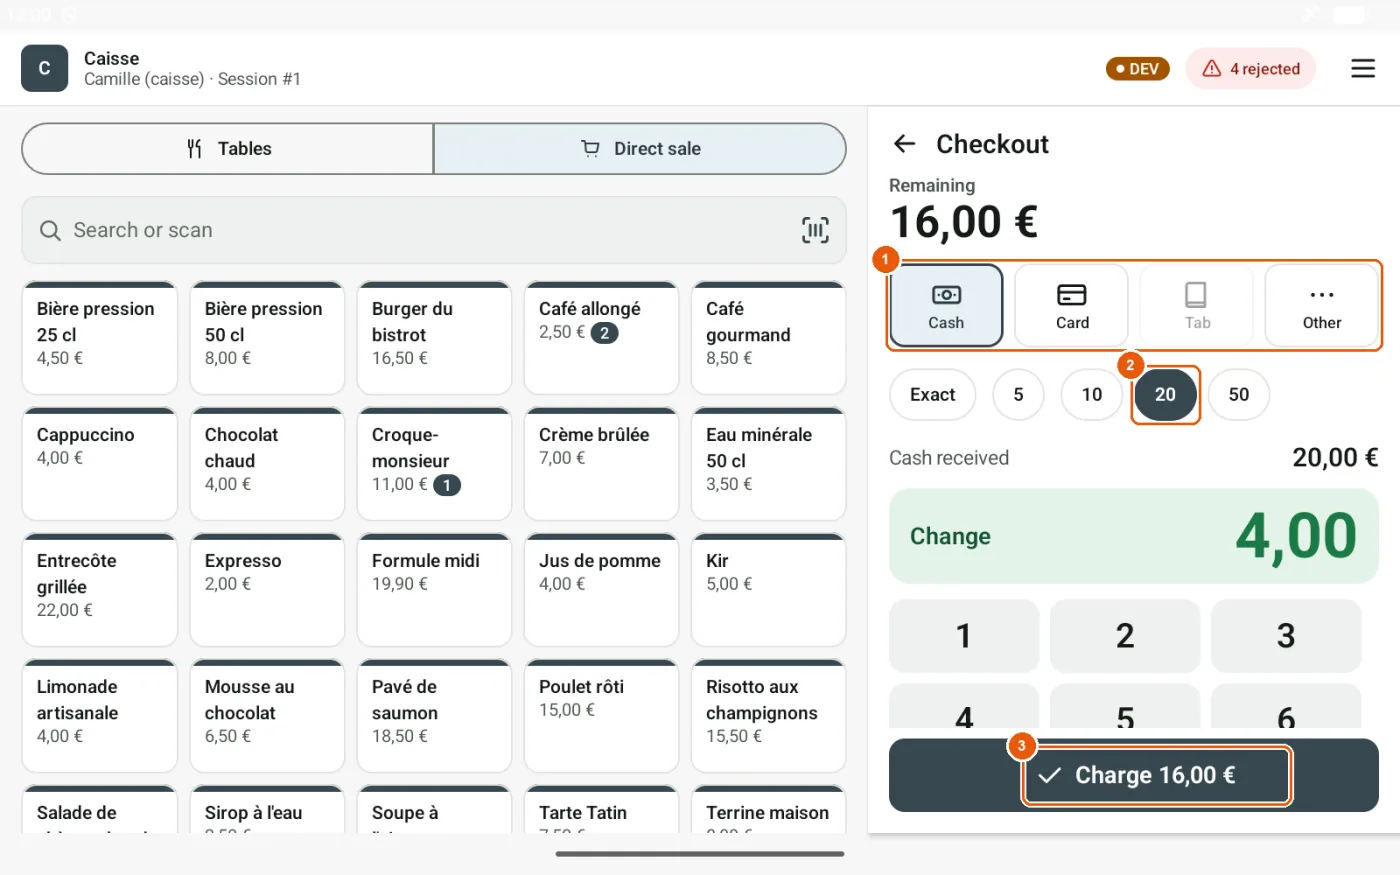 12:00
C
Caisse
Camille (caisse) · Session #1
DEV
4 rejected
Tables
Direct sale
Search or scan
Bière pression 25 cl
4,50 €
Bière pression 50 cl
8,00 €
Burger du bistrot
16,50 €
Café allongé
2,50 € 2
Café gourmand
8,50 €
Cappuccino
4,00 €
Chocolat chaud
4,00 €
Croque-monsieur
11,00 € 1
Crème brûlée
7,00 €
Eau minérale 50 cl
3,50 €
Entrecôte grillée
22,00 €
Expresso
2,00 €
Formule midi
19,90 €
Jus de pomme
4,00 €
Kir
5,00 €
Limonade artisanale
4,00 €
Mousse au chocolat
6,50 €
Pavé de saumon
18,50 €
Poulet rôti
15,00 €
Risotto aux champignons
15,50 €
Salade de
Sirop à l'eau
Soupe à
Tarte Tatin
Terrine maison
Checkout
Remaining
16,00 €
1
Cash
Card
Tab
Other
2
Exact
5
10
20
50
Cash received
20,00 €
Change
4,00
1
2
3
4
5
6
3
Charge 16,00 €